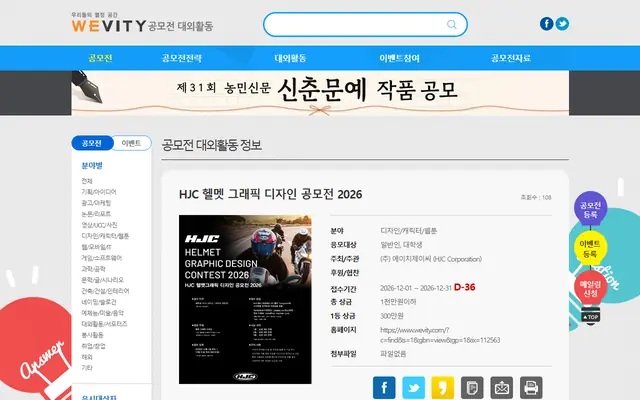 우리들의 열정 공간
WEVITY 공모전 대외활동
공모전 공모전전략 대외활동 이벤트참여 공모전자료
제31회 농민신문 신춘문예 작품 공모
공모전 이벤트
분야별
전체
기획/아이디어
광고/마케팅
논문/리포트
영상/UCC/사진
디자인/캐릭터/웹툰
웹/모바일/IT
게임/소프트웨어
과학/공학
문학/글/시나리오
건축/건설/인테리어
네이밍/슬로건
예체능/미술/음악
대외활동/서포터즈
봉사활동
취업/창업
해외
기타
응시대상자
공모전 대외활동 정보
HJC 헬멧 그래픽 디자인 공모전 2026
조회수 : 108
HJC
HELMET
GRAPHIC DESIGN
CONTEST 2026
HJC 헬멧그래픽 디자인 공모전 2026
HJC
분야 디자인/캐릭터/웹툰
응모대상 일반인, 대학생
주최/주관 (주) 에이치제이씨 (HJC Corporation)
후원/협찬
접수기간 2026-12-01 ~ 2026-12-31 D-36
총 상금 1천만원이하
1등 상금 300만원
홈페이지 https://www.wevity.com/?
c=find&s=1&gbn=view&gp=1&ix=112563
첨부파일 파일없음
공모전
등록
이벤트
등록
메일링
신청
TOP
Answer